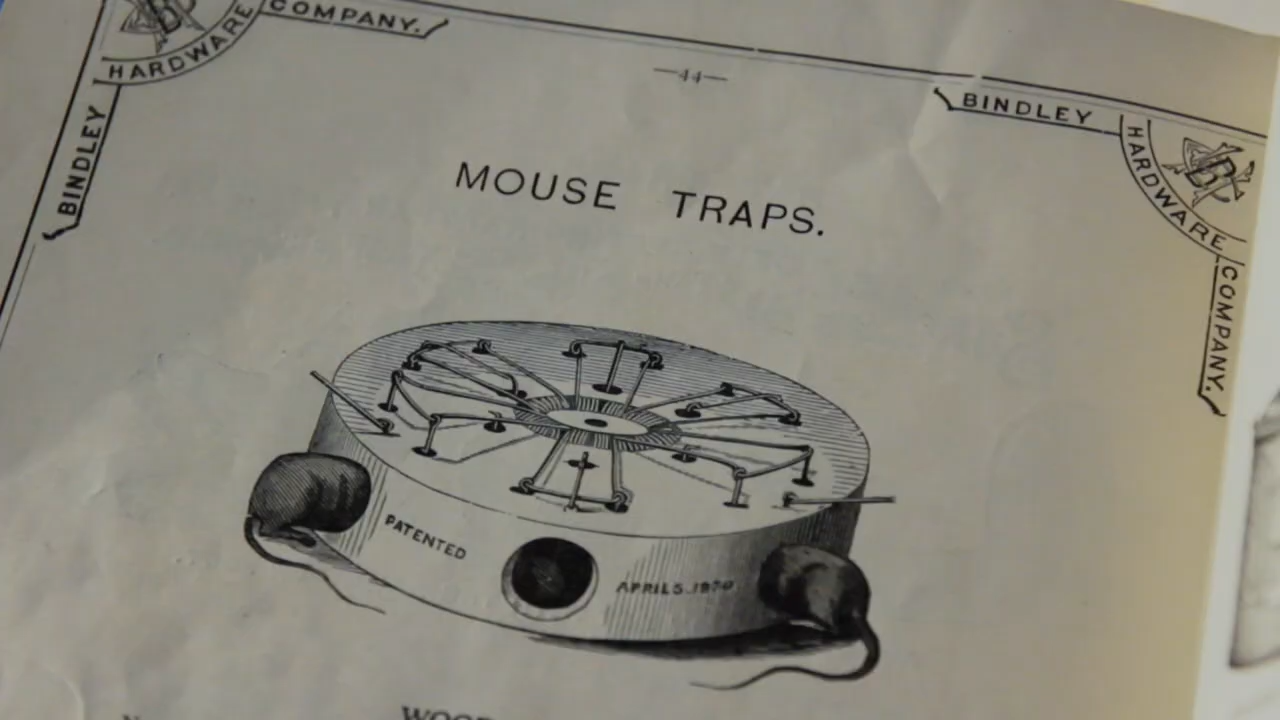 BINDLEY
HARDWARE
COMPANY.
—44—
BINDLEY
HARDWARE
COMPANY.
MOUSE TRAPS.
PATENTED
APRIL 5. 1870.